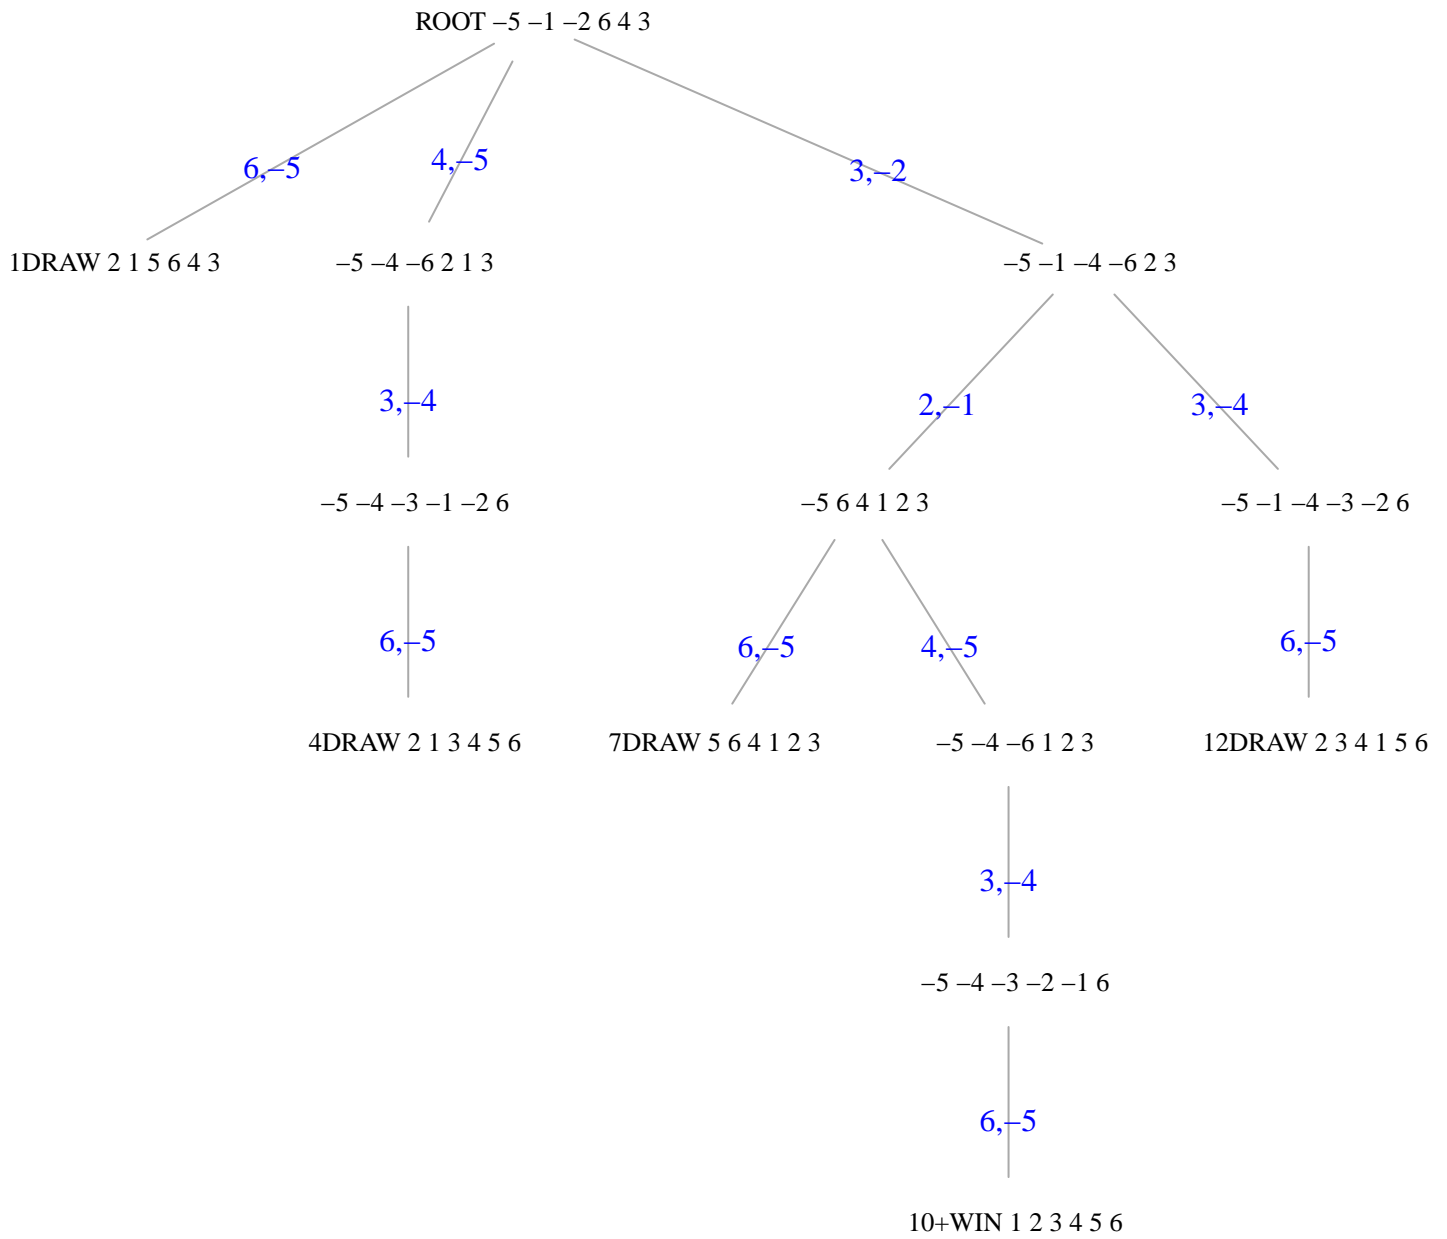 ROOT –5 –1 –2 6 4 3
6,–5
4,–5
3,–2
1DRAW 2 1 5 6 4 3
–5 –4 –6 2 1 3
–5 –1 –4 –6 2 3
3,–4
2,–1
3,–4
–5 –4 –3 –1 –2 6
–5 6 4 1 2 3
–5 –1 –4 –3 –2 6
6,–5
6,–5
4,–5
6,–5
4DRAW 2 1 3 4 5 6
7DRAW 5 6 4 1 2 3
–5 –4 –6 1 2 3
12DRAW 2 3 4 1 5 6
3,–4
–5 –4 –3 –2 –1 6
6,–5
10+WIN 1 2 3 4 5 6